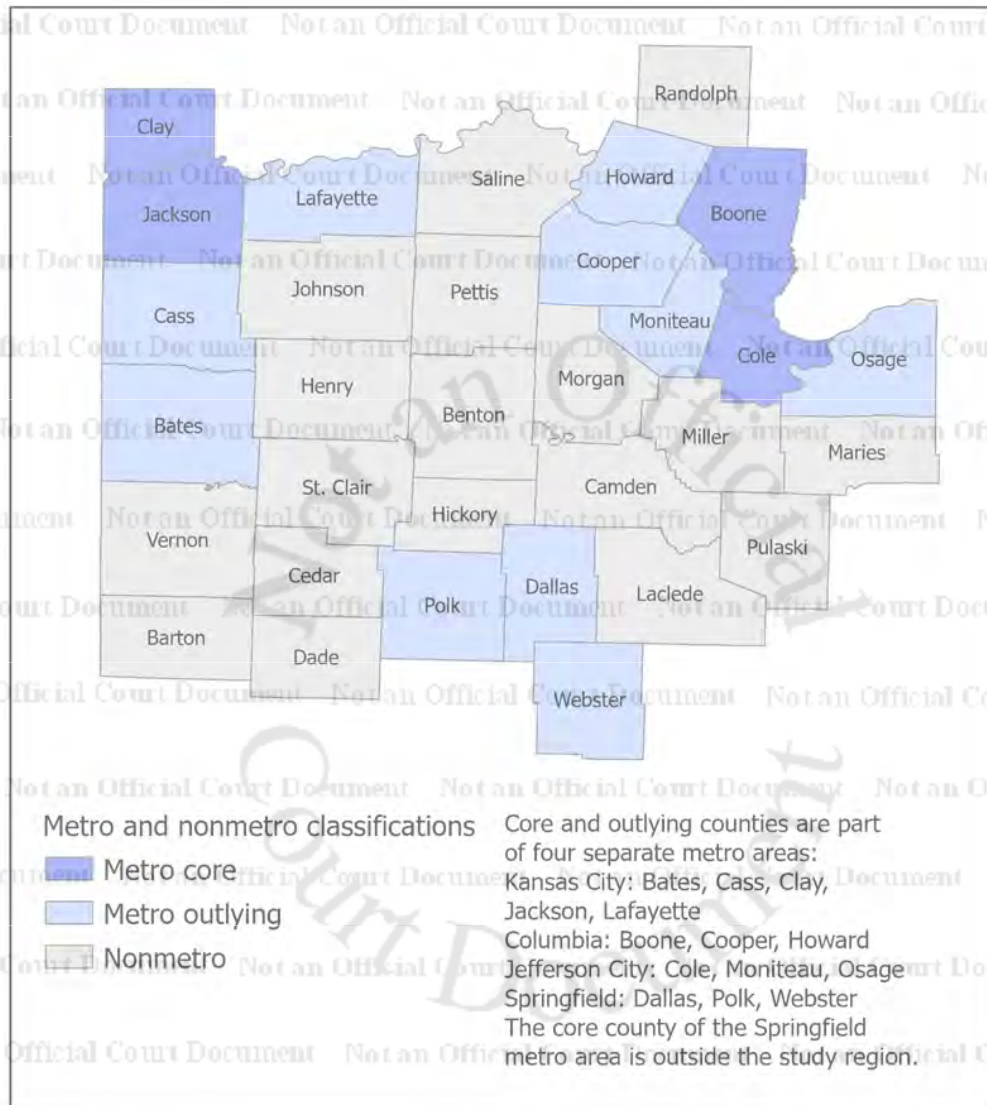 Randolph
Clay
Saline
Howard
Lafayette
Jackson
Boone
Cooper
Johnson
Pettis
Cass
Moniteau
Cole
Osage
Henry
Morgan
Benton
Bates
Miller
Maries
St. Clair
Camden
Hickory
Vernon
Pulaski
Cedar
Dallas
Laclede
Polk
Barton
Dade
Webster
Not an Official
Court Document
Metro and nonmetro classifications
Metro core
Metro outlying
Nonmetro
Core and outlying counties are part
of four separate metro areas:
Kansas City: Bates, Cass, Clay,
Jackson, Lafayette
Columbia: Boone, Cooper, Howard
Jefferson City: Cole, Moniteau, Osage
Springfield: Dallas, Polk, Webster
The core county of the Springfield
metro area is outside the study region.